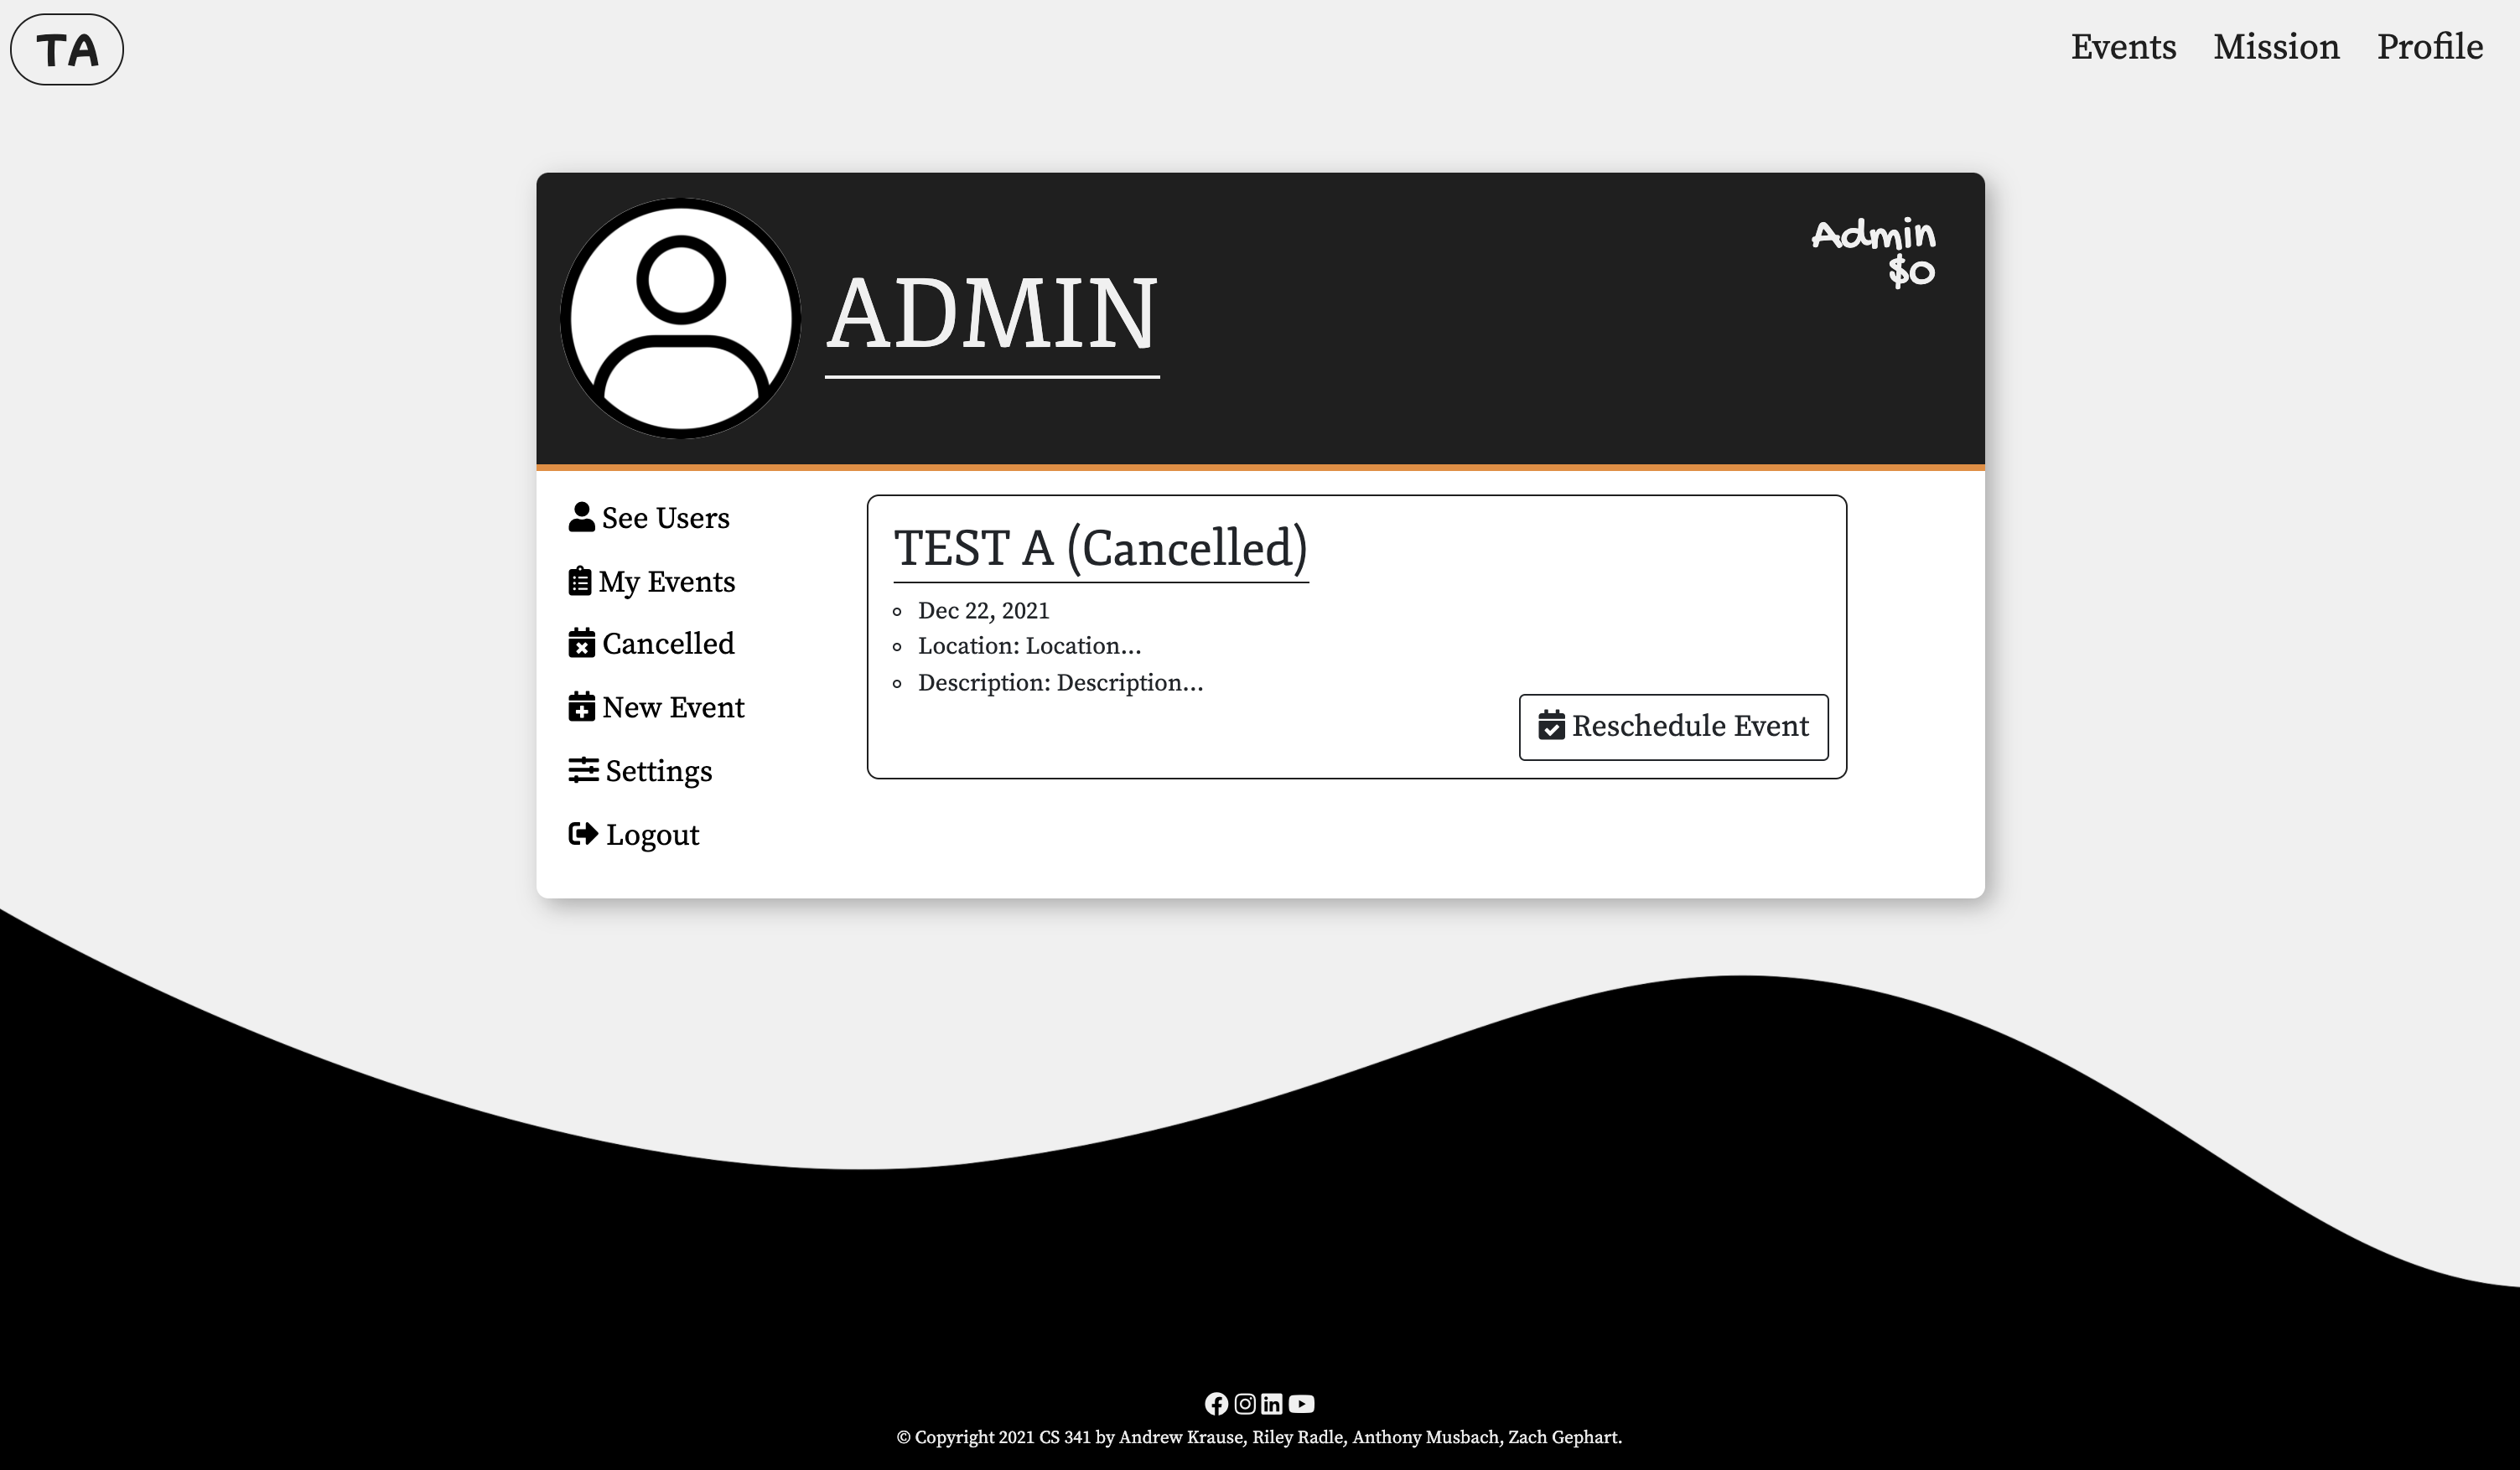 TA
Events Mission Profile
Admin
$0
ADMIN
See Users
My Events
Cancelled
New Event
Settings
Logout
TEST A (Cancelled)
Dec 22, 2021
Location: Location...
Description: Description...
Reschedule Event
© Copyright 2021 CS 341 by Andrew Krause, Riley Radle, Anthony Musbach, Zach Gephart.